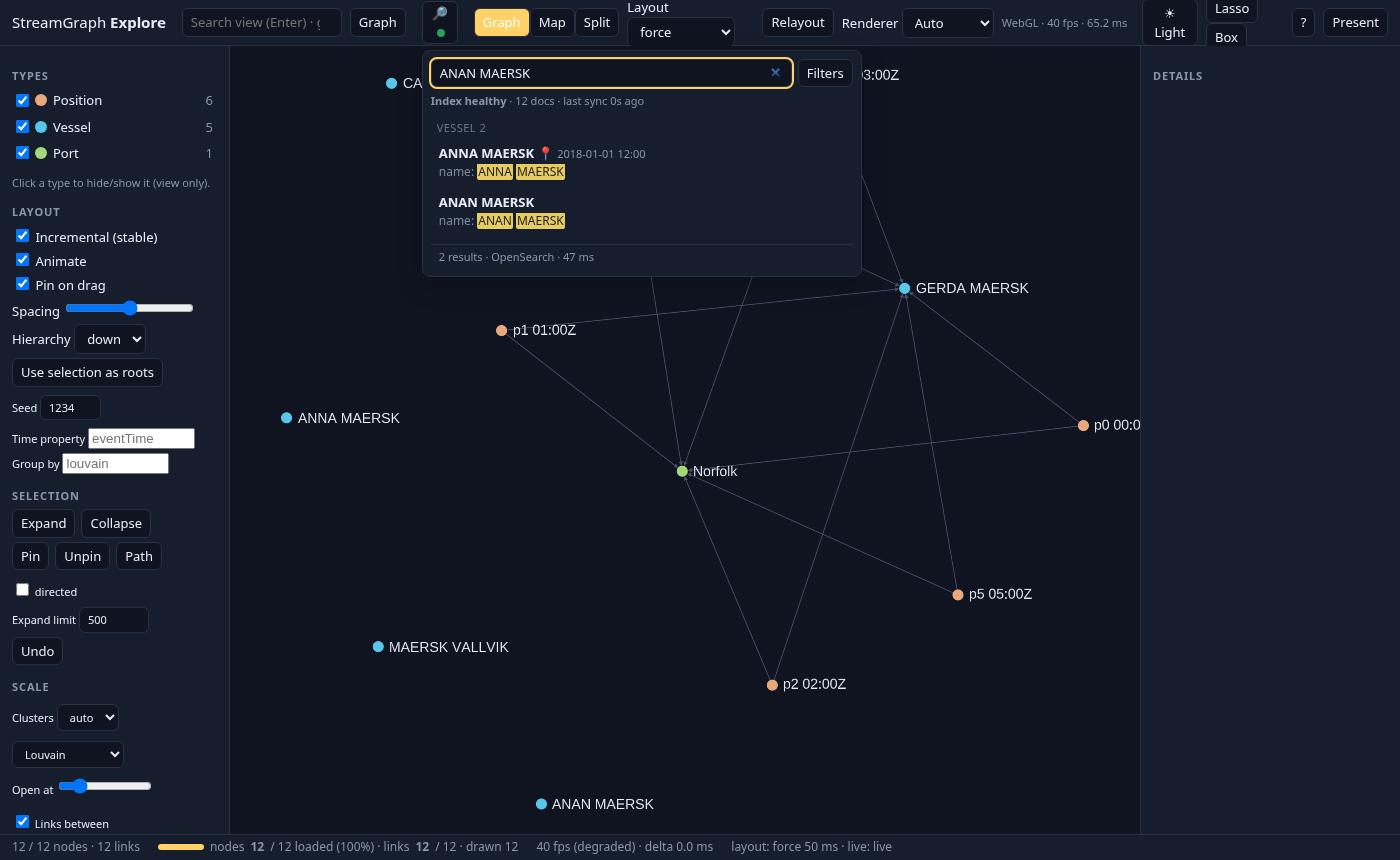 StreamGraph Explore
Search view (Enter) ·
Graph
Graph
Map
Split
Layout
force
Relayout
Renderer
Auto
WebGL · 40 fps · 65.2 ms
☀
Light
Lasso
Box
?
Present
TYPES
Position 6
Vessel 5
Port 1
Click a type to hide/show it (view only).
LAYOUT
Incremental (stable)
Animate
Pin on drag
Spacing
Hierarchy down
Use selection as roots
Seed 1234
Time property eventTime
Group by louvain
SELECTION
Expand Collapse
Pin Unpin Path
directed
Expand limit 500
Undo
SCALE
Clusters auto
Louvain
Open at
Links between
ANAN MAERSK ✕ Filters
Index healthy · 12 docs · last sync 0s ago
VESSEL 2
ANNA MAERSK 📍 2018-01-01 12:00
name: ANNA MAERSK
ANAN MAERSK
name: ANAN MAERSK
2 results · OpenSearch · 47 ms
CA
03:00Z
GERDA MAERSK
p1 01:00Z
ANNA MAERSK
p0 00:0
Norfolk
p5 05:00Z
MAERSK VALLVIK
p2 02:00Z
ANAN MAERSK
DETAILS
12 / 12 nodes · 12 links nodes 12 / 12 loaded (100%) · links 12 / 12 · drawn 12 40 fps (degraded) · delta 0.0 ms layout: force 50 ms · live: live